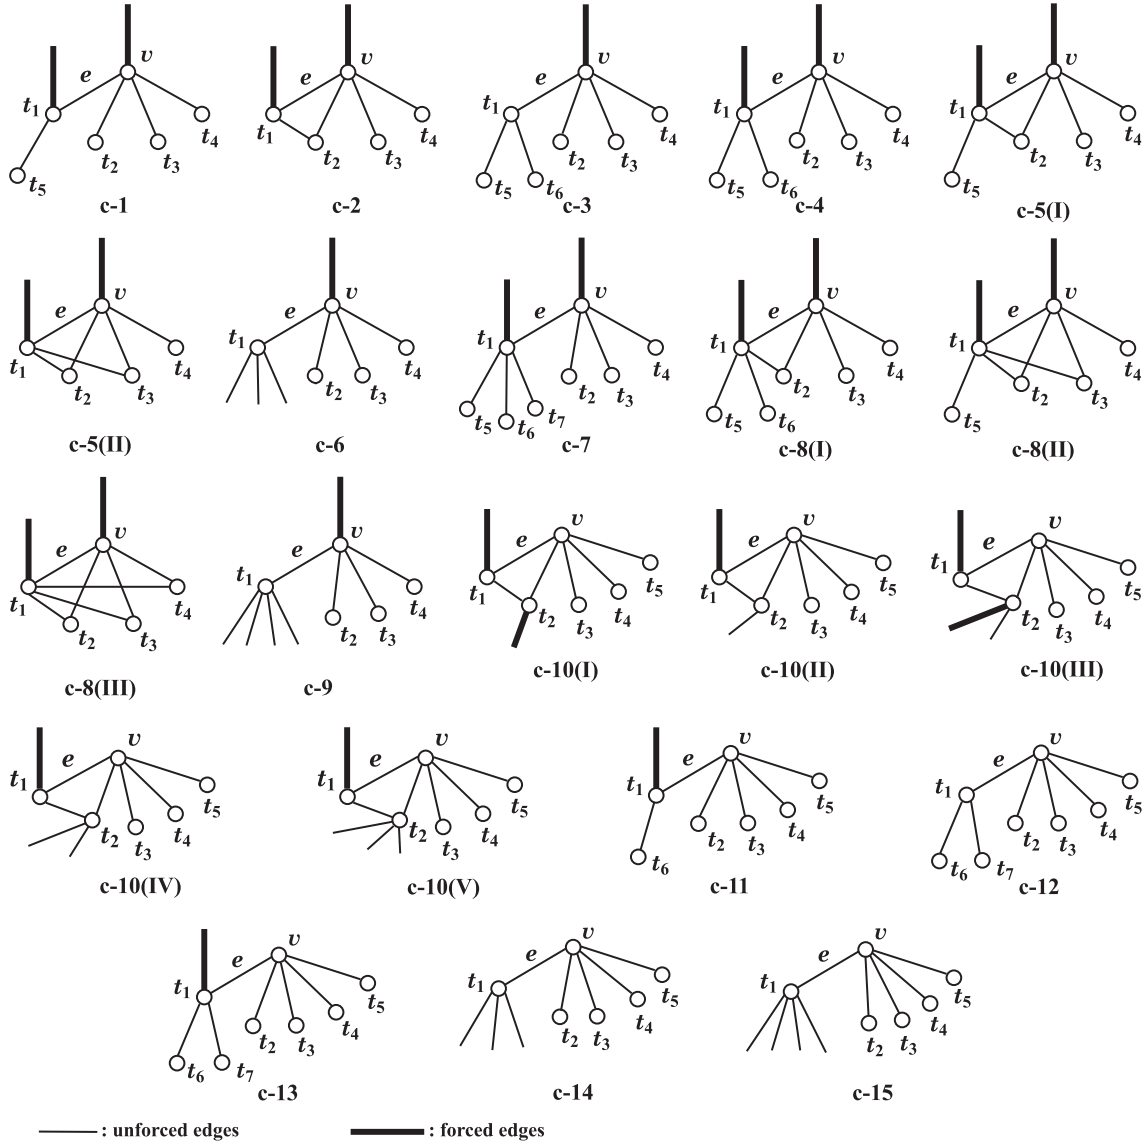 e v t1 t2 t3 t4 t5
c-1
e v t1 t2 t3 t4
c-2
e v t1 t2 t3 t4 t5 t6
c-3
e v t1 t2 t3 t4 t5 t6
c-4
e v t1 t2 t3 t4 t5
c-5(I)
e v t1 t2 t3 t4
c-5(II)
e v t1 t2 t3 t4
c-6
e v t1 t2 t3 t4 t5 t6 t7
c-7
e v t1 t2 t3 t4 t5 t6
c-8(I)
e v t1 t2 t3 t4 t5
c-8(II)
e v t1 t2 t3 t4
c-8(III)
e v t1 t2 t3 t4
c-9
e v t1 t2 t3 t4 t5
c-10(I)
e v t1 t2 t3 t4 t5
c-10(II)
e v t1 t2 t3 t4 t5
c-10(III)
e v t1 t2 t3 t4 t5
c-10(IV)
e v t1 t2 t3 t4 t5
c-10(V)
e v t1 t2 t3 t4 t5 t6
c-11
e v t1 t2 t3 t4 t5 t6 t7
c-12
e v t1 t2 t3 t4 t5 t6 t7
c-13
e v t1 t2 t3 t4 t5
c-14
e v t1 t2 t3 t4 t5
c-15
: unforced edges : forced edges